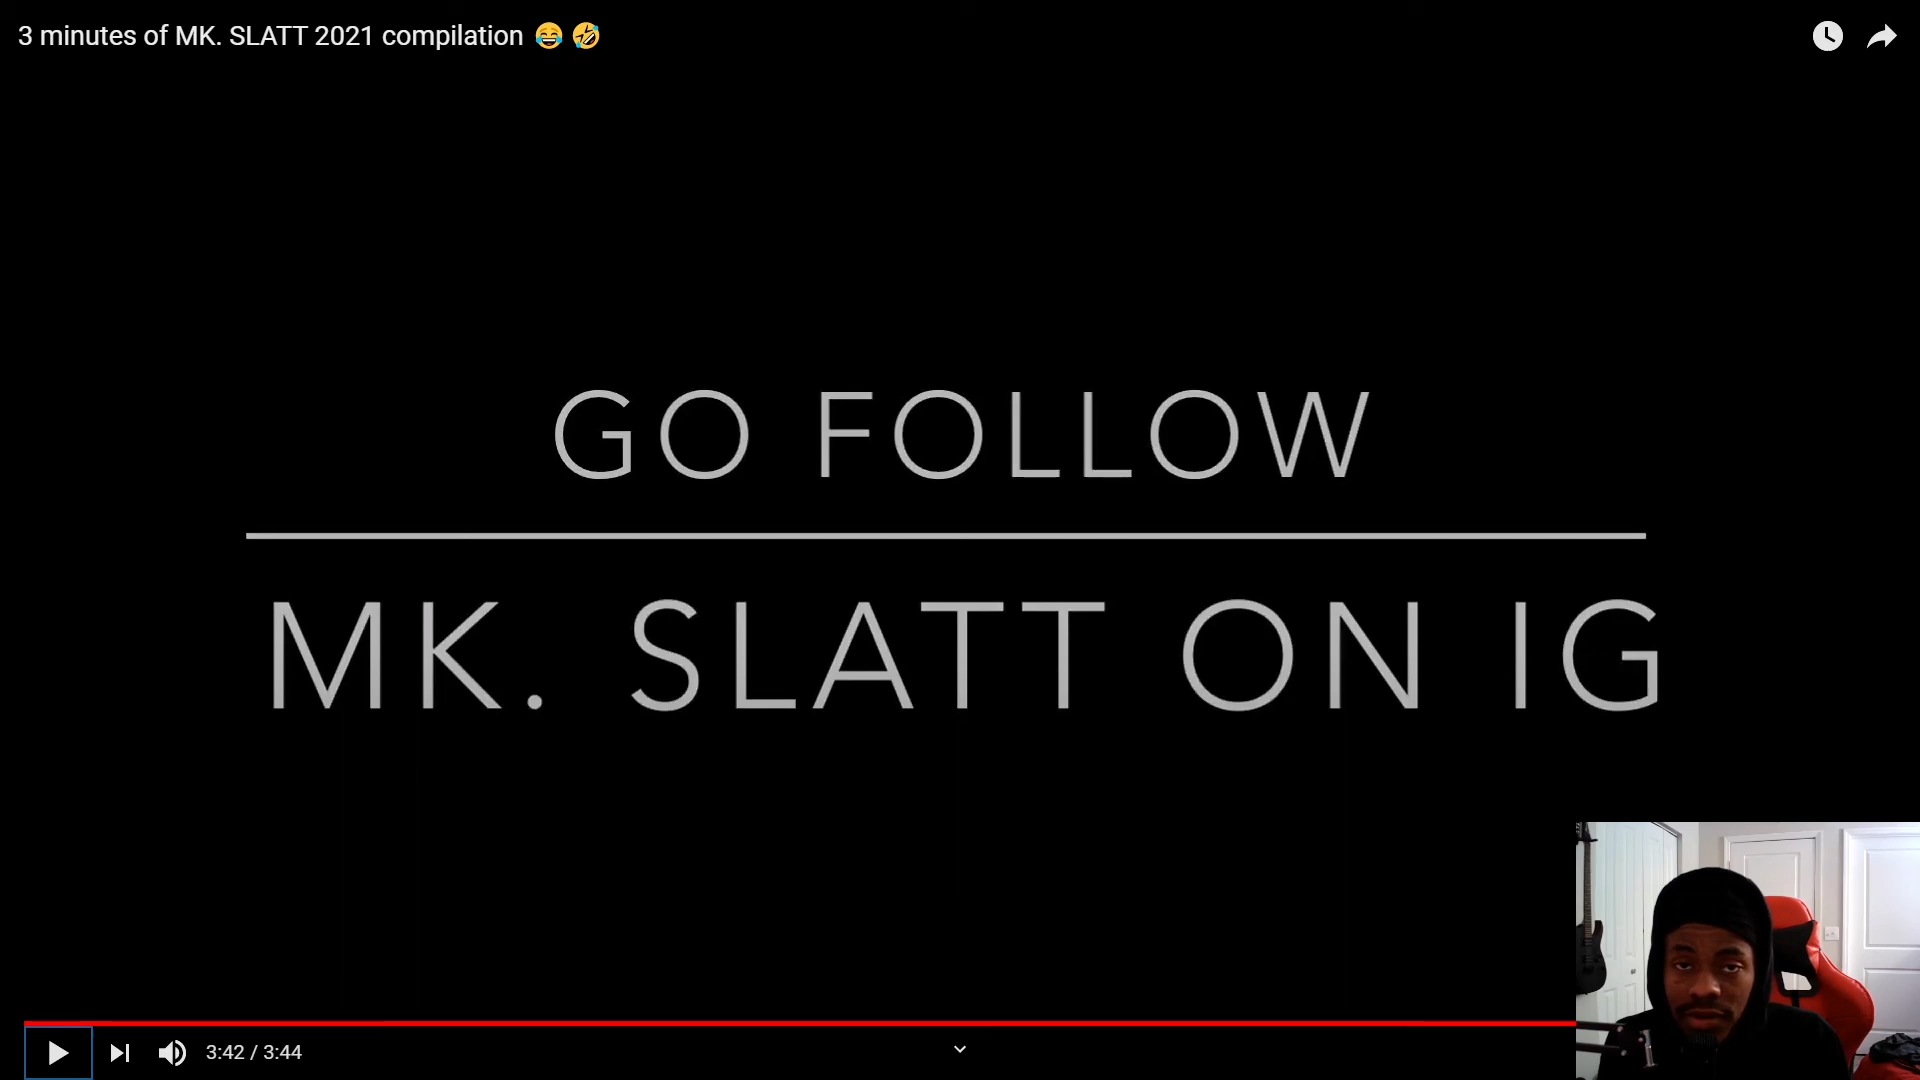 3 minutes of MK. SLATT 2021 compilation 😂 🤣
GO FOLLOW
MK. SLATT ON IG
3:42 / 3:44